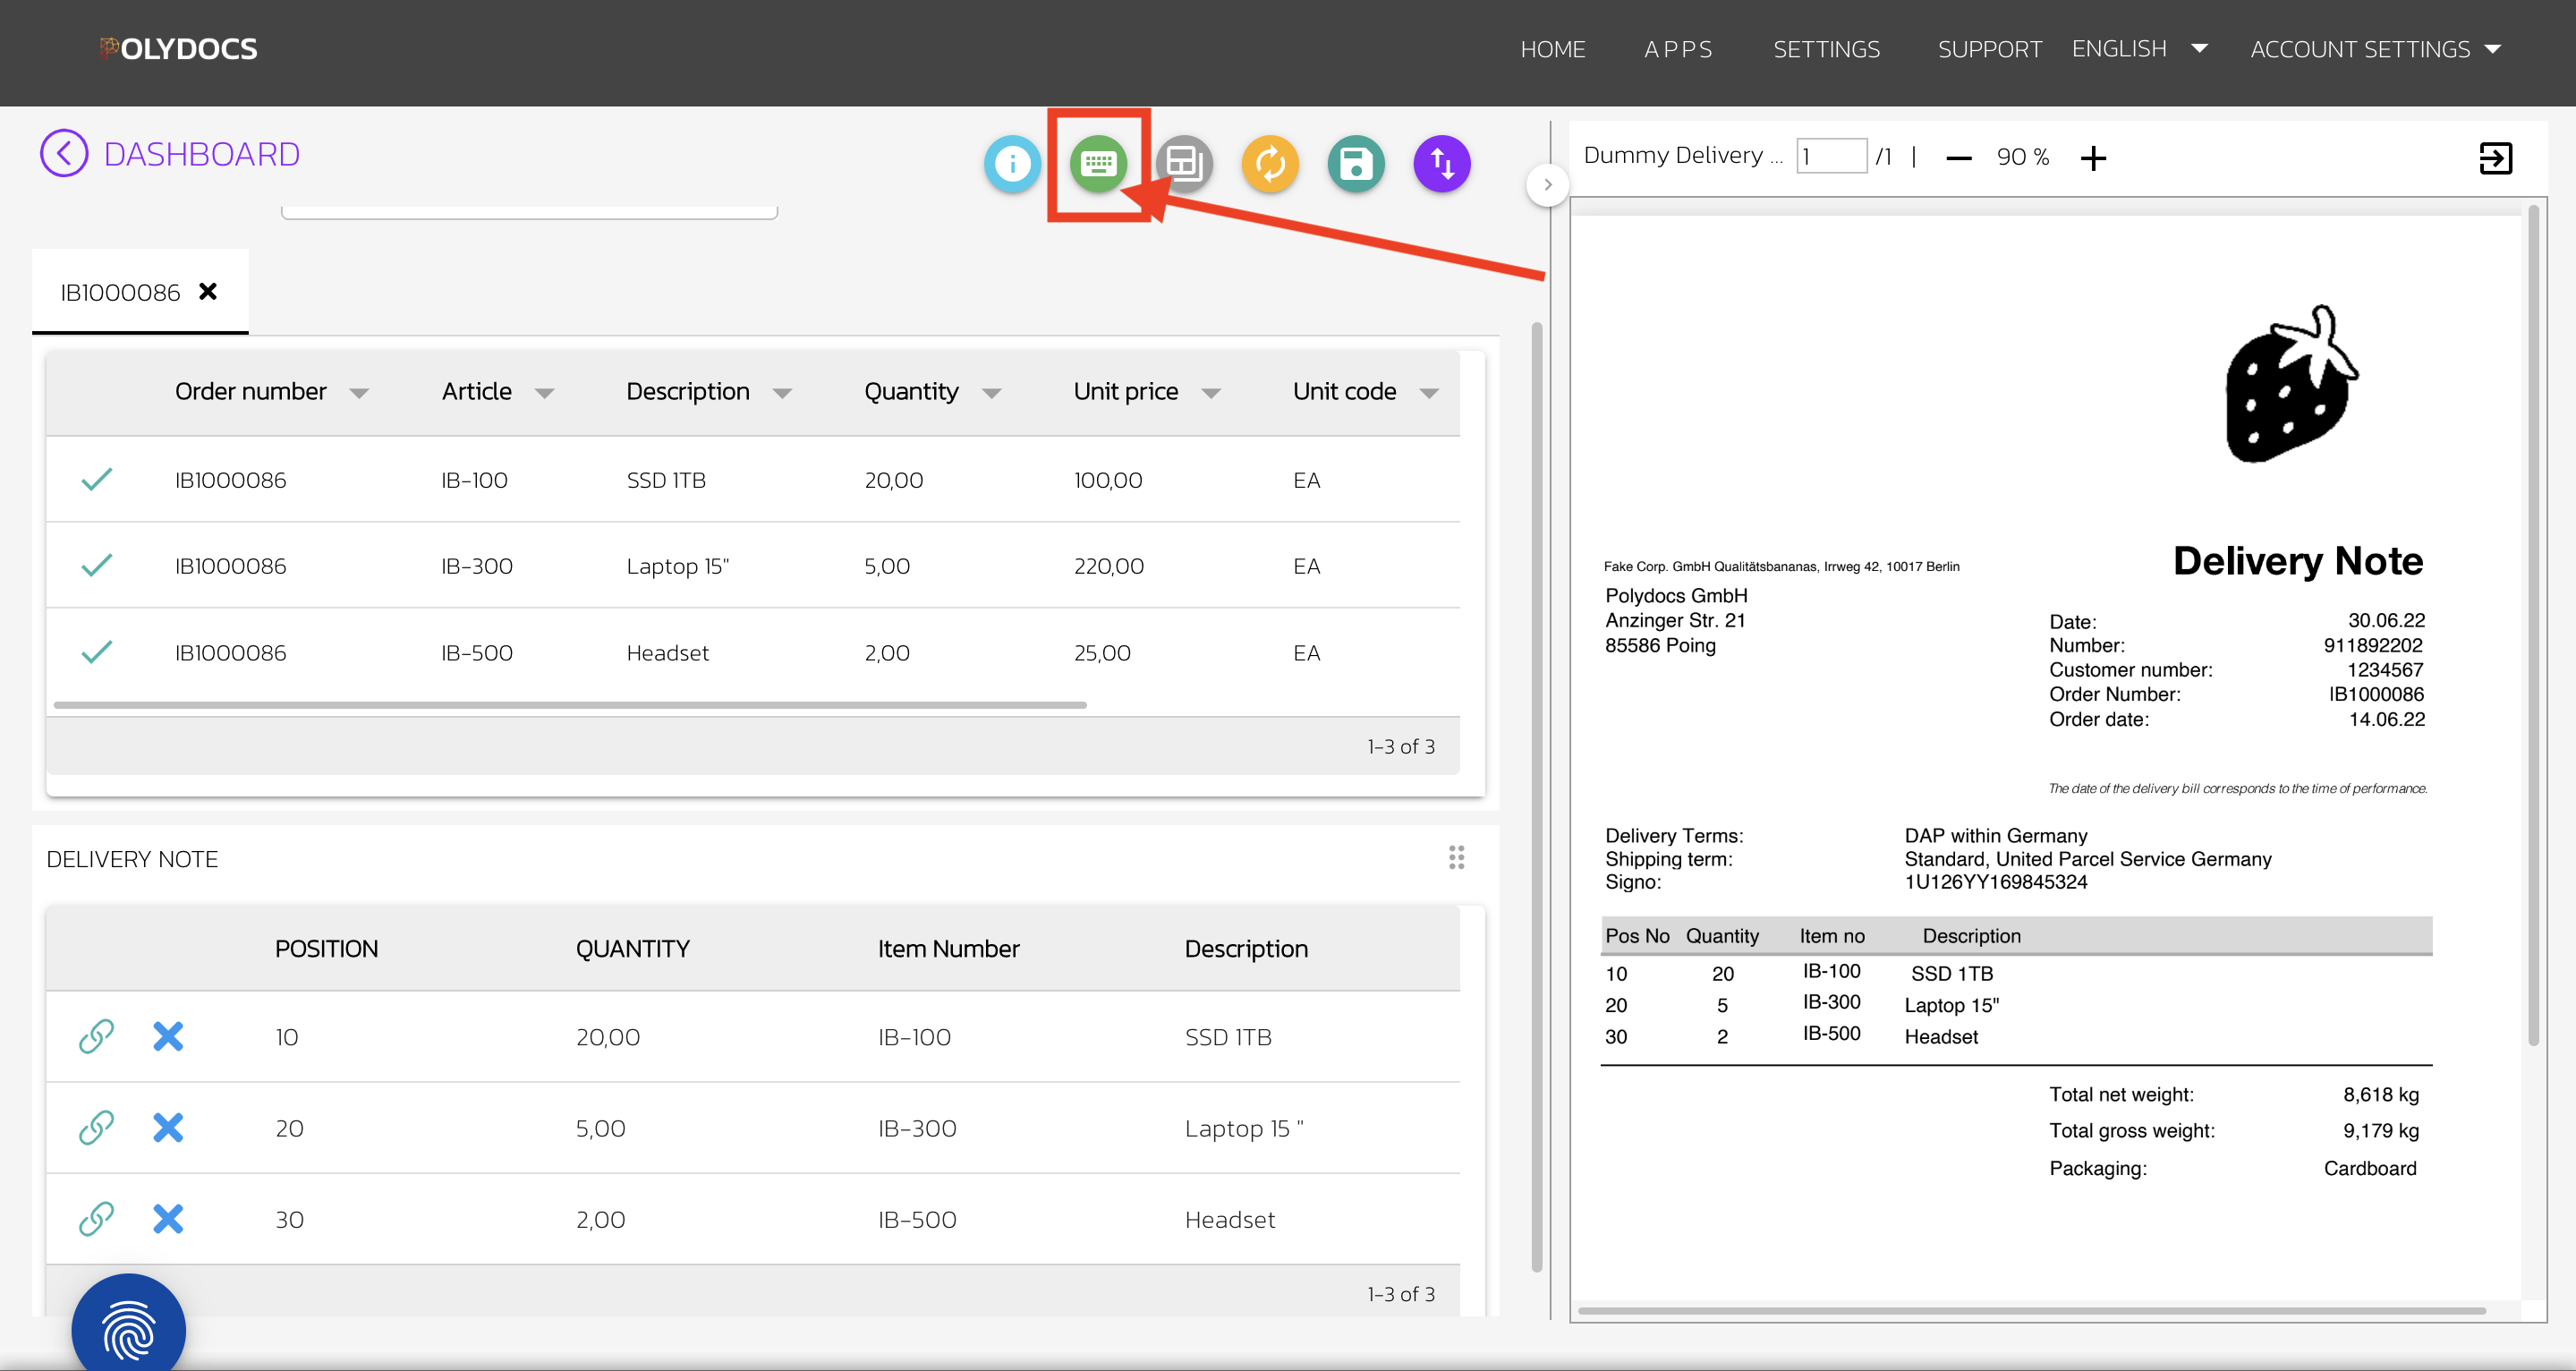 POLYDOCS
HOME APPS SETTINGS SUPPORT ENGLISH ACCOUNT SETTINGS
DASHBOARD
IB1000086
Order number Article Description Quantity Unit price Unit code
IB1000086 IB-100 SSD 1TB 20,00 100,00 EA
IB1000086 IB-300 Laptop 15" 5,00 220,00 EA
IB1000086 IB-500 Headset 2,00 25,00 EA
1-3 of 3
DELIVERY NOTE
POSITION QUANTITY Item Number Description
10 20,00 IB-100 SSD 1TB
20 5,00 IB-300 Laptop 15 "
30 2,00 IB-500 Headset
1-3 of 3
Dummy Delivery ... 1 /1 | 90 %
Fake Corp. GmbH Qualitätsbananas, Irrweg 42, 10017 Berlin
Polydocs GmbH
Anzinger Str. 21
85586 Poing
Delivery Note
Date: 30.06.22
Number: 911892202
Customer number: 1234567
Order Number: IB1000086
Order date: 14.06.22
The date of the delivery bill corresponds to the time of performance.
Delivery Terms: DAP within Germany
Shipping term: Standard, United Parcel Service Germany
Signo: 1U126YY169845324
Pos No Quantity Item no Description
10 20 IB-100 SSD 1TB
20 5 IB-300 Laptop 15"
30 2 IB-500 Headset
Total net weight: 8,618 kg
Total gross weight: 9,179 kg
Packaging: Cardboard